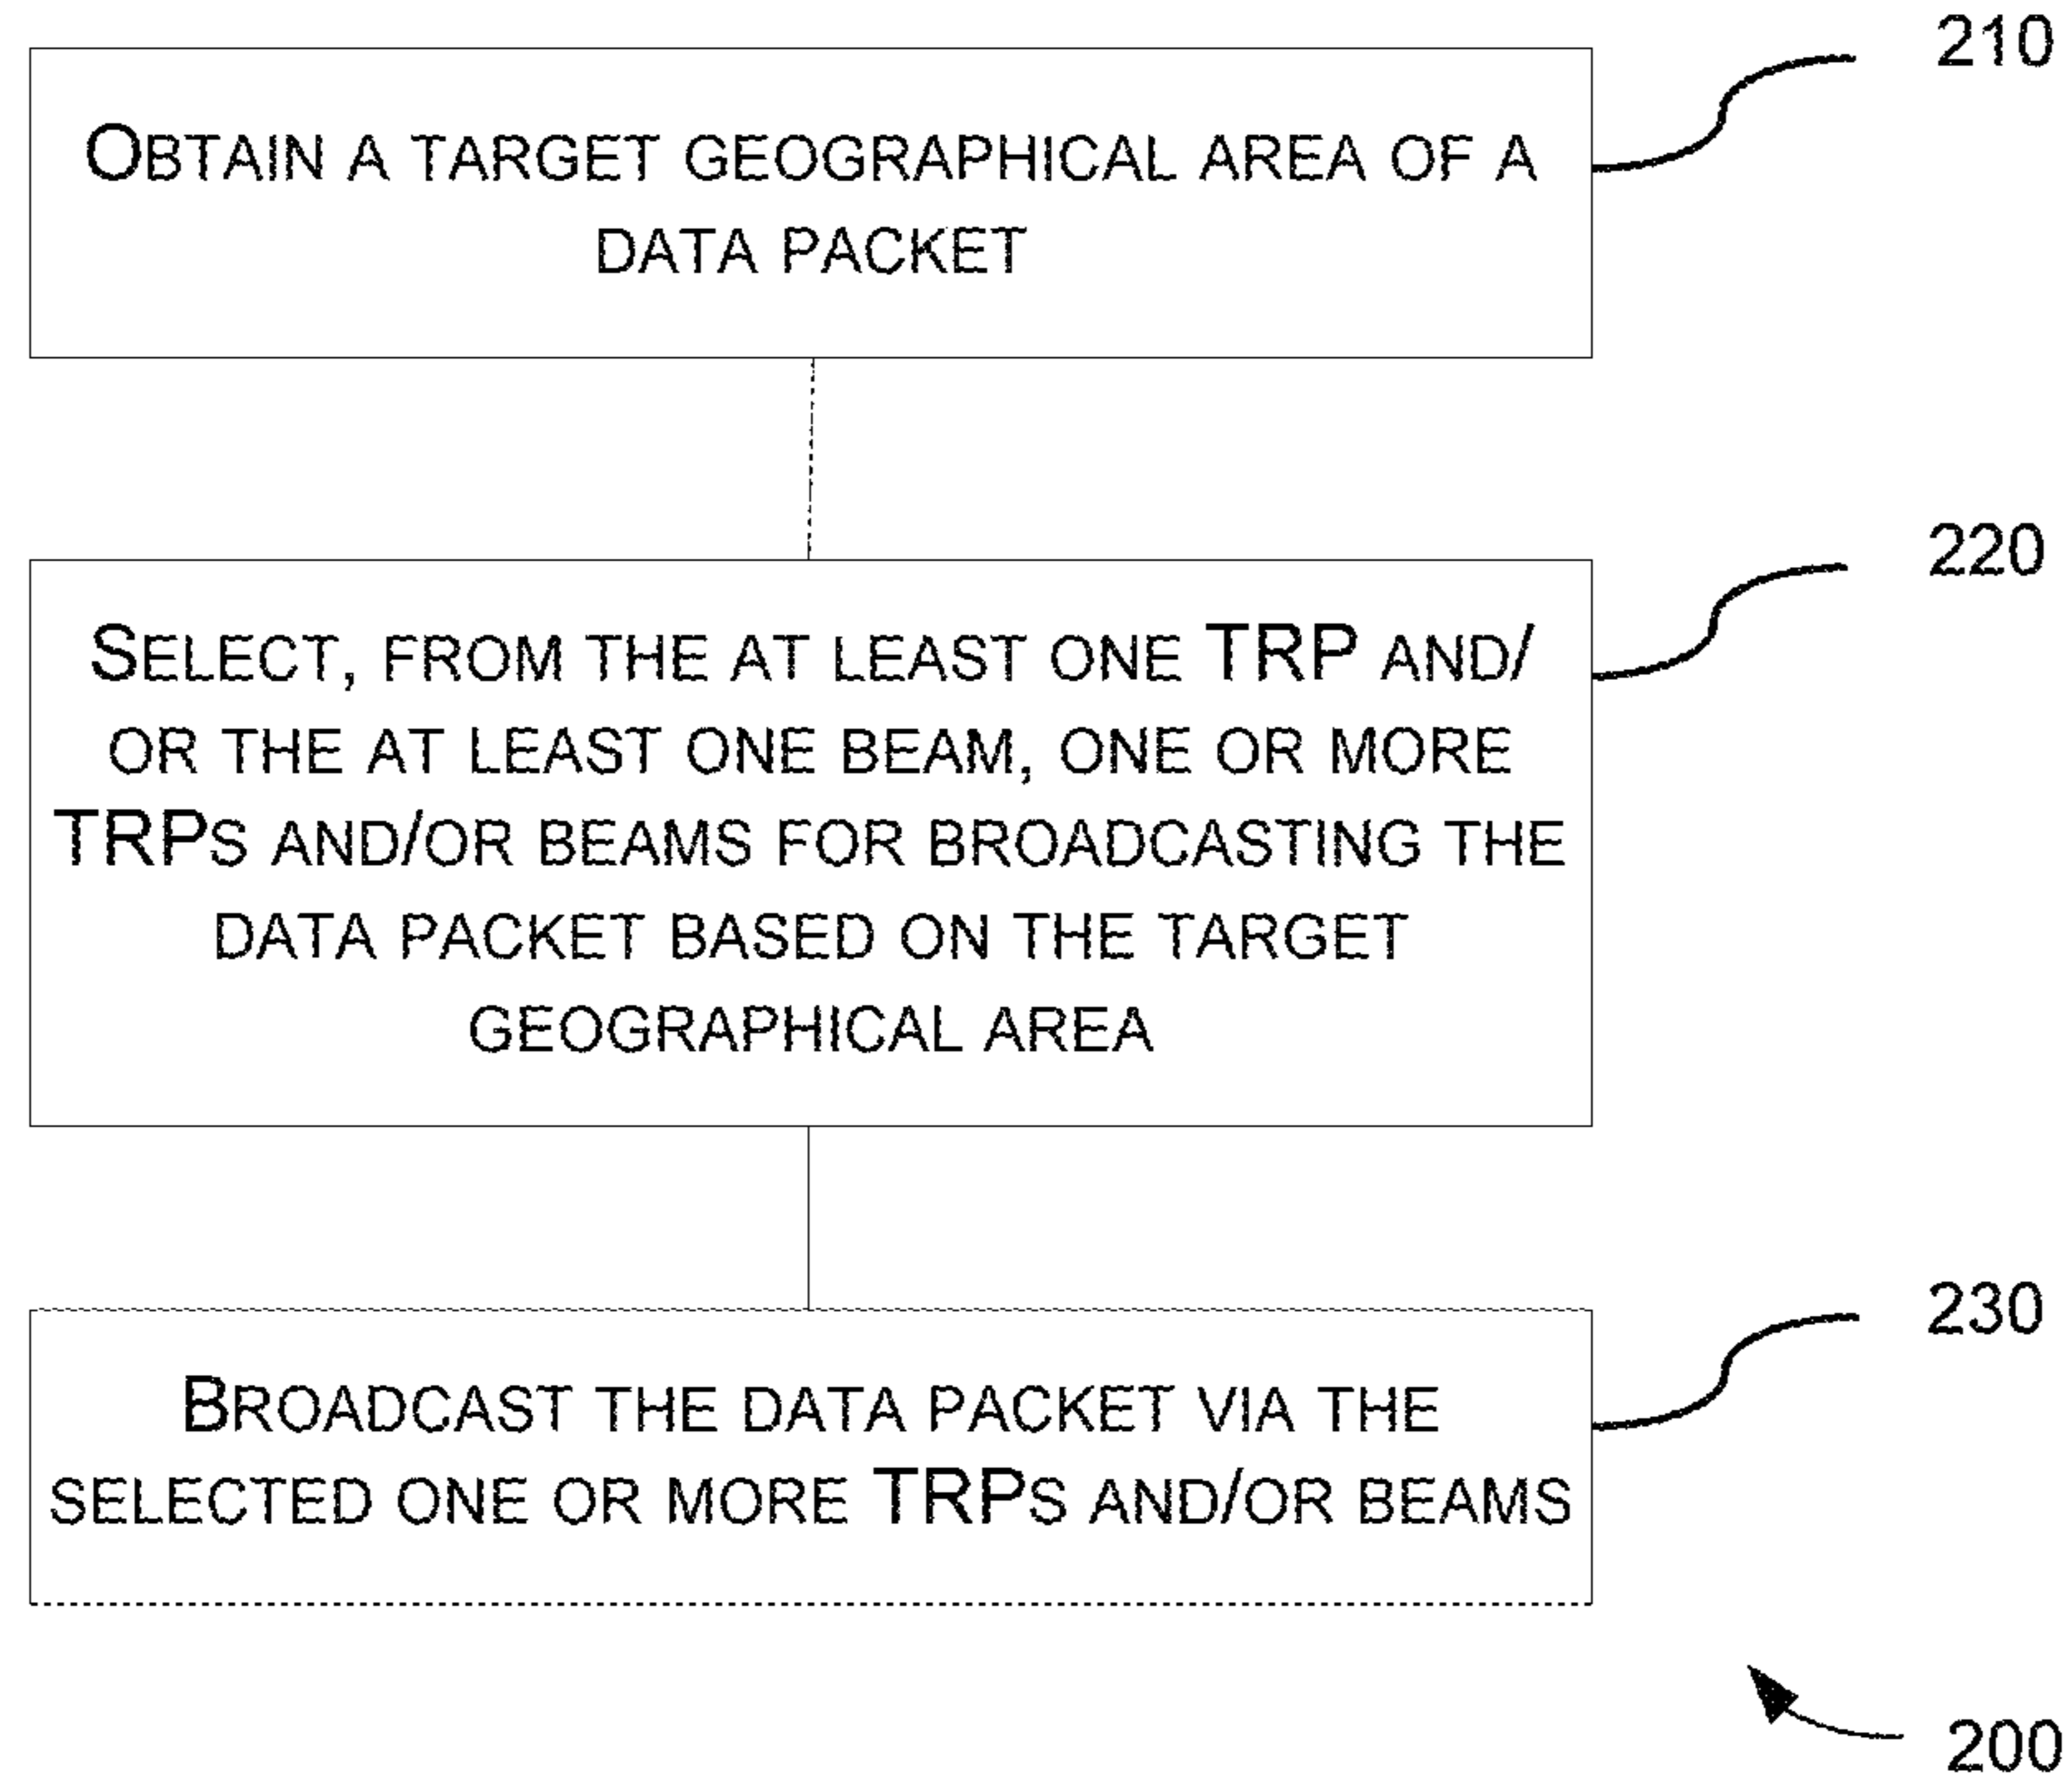 210
OBTAIN A TARGET GEOGRAPHICAL AREA OF A
DATA PACKET
220
SELECT, FROM THE AT LEAST ONE TRP AND/
OR THE AT LEAST ONE BEAM, ONE OR MORE
TRPS AND/OR BEAMS FOR BROADCASTING THE
DATA PACKET BASED ON THE TARGET
GEOGRAPHICAL AREA
230
BROADCAST THE DATA PACKET VIA THE
SELECTED ONE OR MORE TRPS AND/OR BEAMS
200